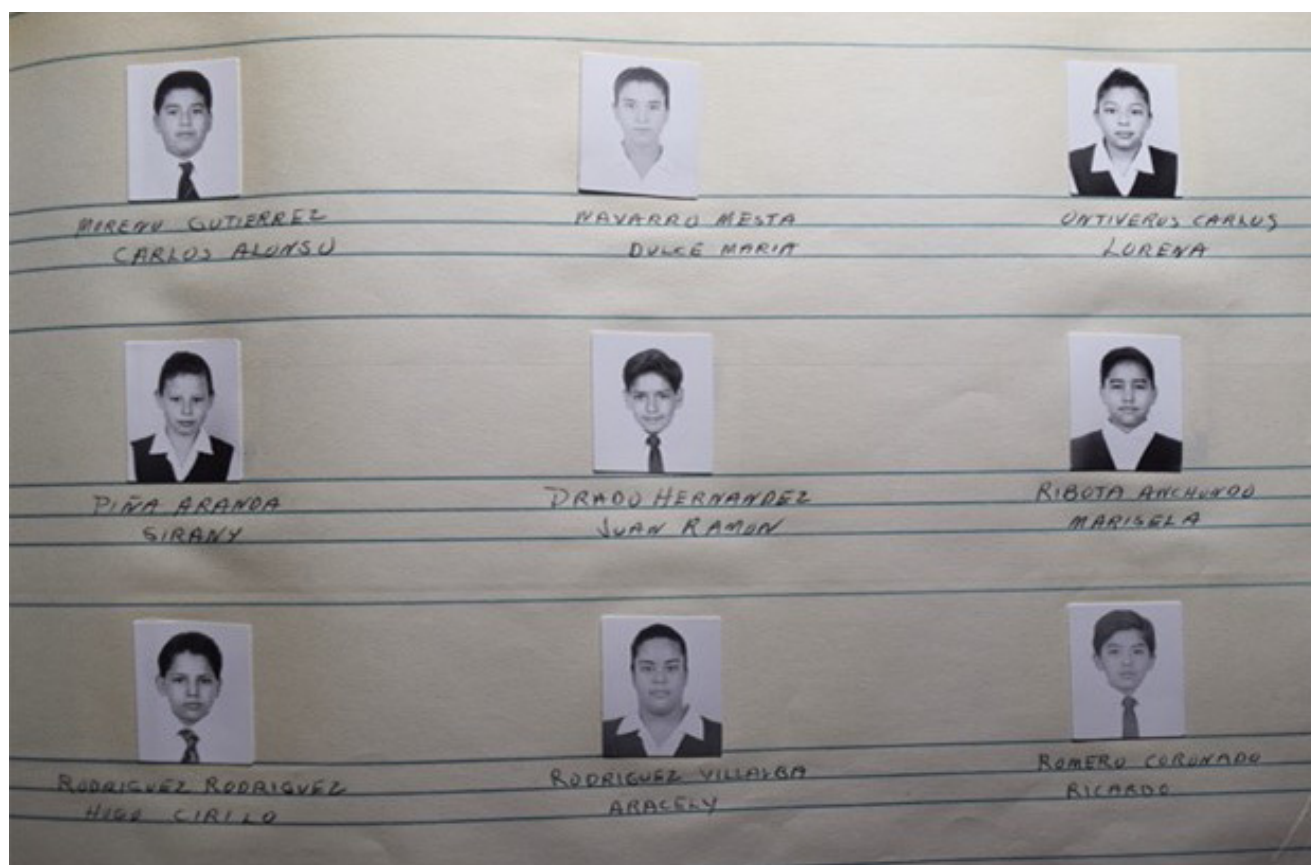 MORENO GUTIERREZ
CARLOS ALONSO
NAVARRO MESTA
DULCE MARIA
ONTIVEROS CARLOS
LORENA
PIÑA ARANDA
SIRANY
PRADO HERNANDEZ
JUAN RAMON
RIBOTA ANCHONDO
MARISELA
RODRIGUEZ RODRIGUEZ
HUGO CIRILO
RODRIGUEZ VILLALBA
ARACELY
ROMERO CORONADO
RICARDO